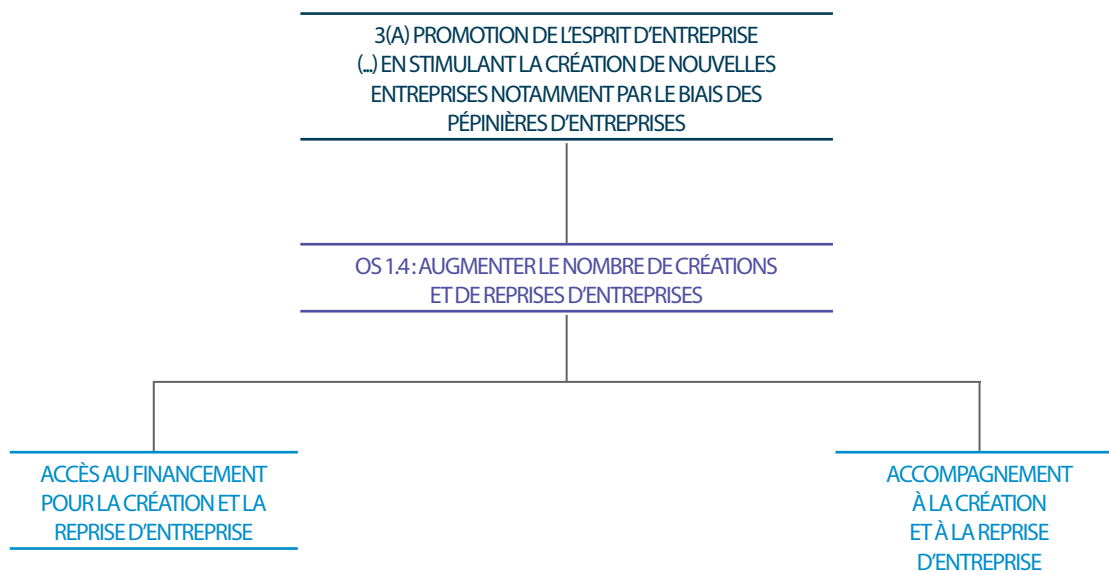 3(A) PROMOTION DE L'ESPRIT D'ENTREPRISE
(...) EN STIMULANT LA CRÉATION DE NOUVELLES
ENTREPRISES NOTAMMENT PAR LE BIAIS DES
PÉPINIÈRES D'ENTREPRISES
OS 1.4 : AUGMENTER LE NOMBRE DE CRÉATIONS
ET DE REPRISES D'ENTREPRISES
ACCÈS AU FINANCEMENT
POUR LA CRÉATION ET LA
REPRISE D'ENTREPRISE
ACCOMPAGNEMENT
À LA CRÉATION
ET À LA REPRISE
D'ENTREPRISE